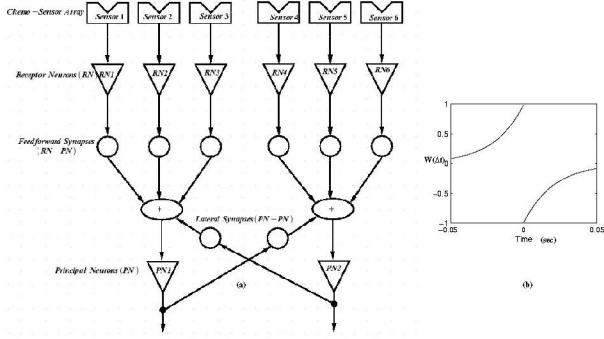 Chemo-Sensor Array Sensor 1 Sensor 2 Sensor 3 Sensor 4 Sensor 5 Sensor 6
Receptor Neurons (RN) RN1 RN2 RN3 RN4 RN5 RN6
Feedforward Synapses
(RN PN)
+ +
Lateral Synapses (PN-PN)
Principal Neurons (PN) PN1 PN2
(a)
1
0.5
W(Δt) 0
-0.5
-1
-0.05 0 0.05
Time (sec)
(b)